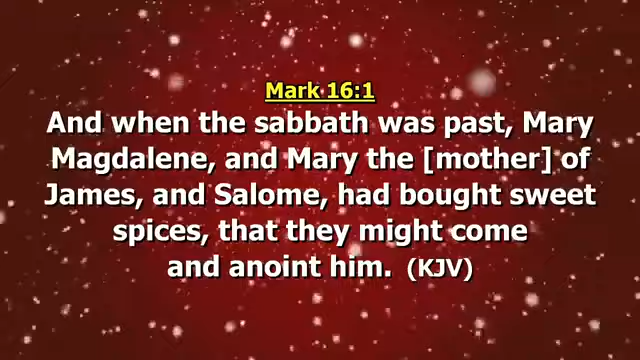 Mark 16:1
And when the sabbath was past, Mary
Magdalene, and Mary the [mother] of
James, and Salome, had bought sweet
spices, that they might come
and anoint him. (KJV)